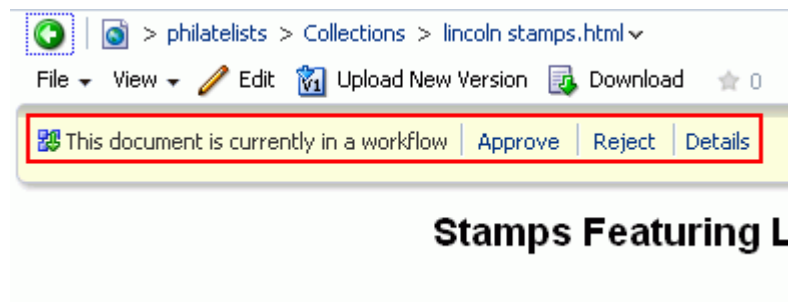 > philatelists > Collections > lincoln stamps.html
File View Edit Upload New Version Download 0
This document is currently in a workflow | Approve | Reject | Details
Stamps Featuring L